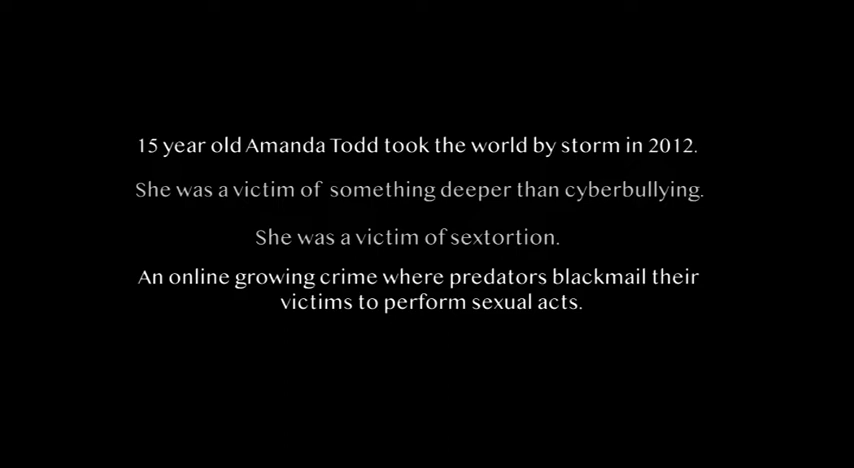 15 year old Amanda Todd took the world by storm in 2012.
She was a victim of something deeper than cyberbullying.
She was a victim of sextortion.
An online growing crime where predators blackmail their
victims to perform sexual acts.